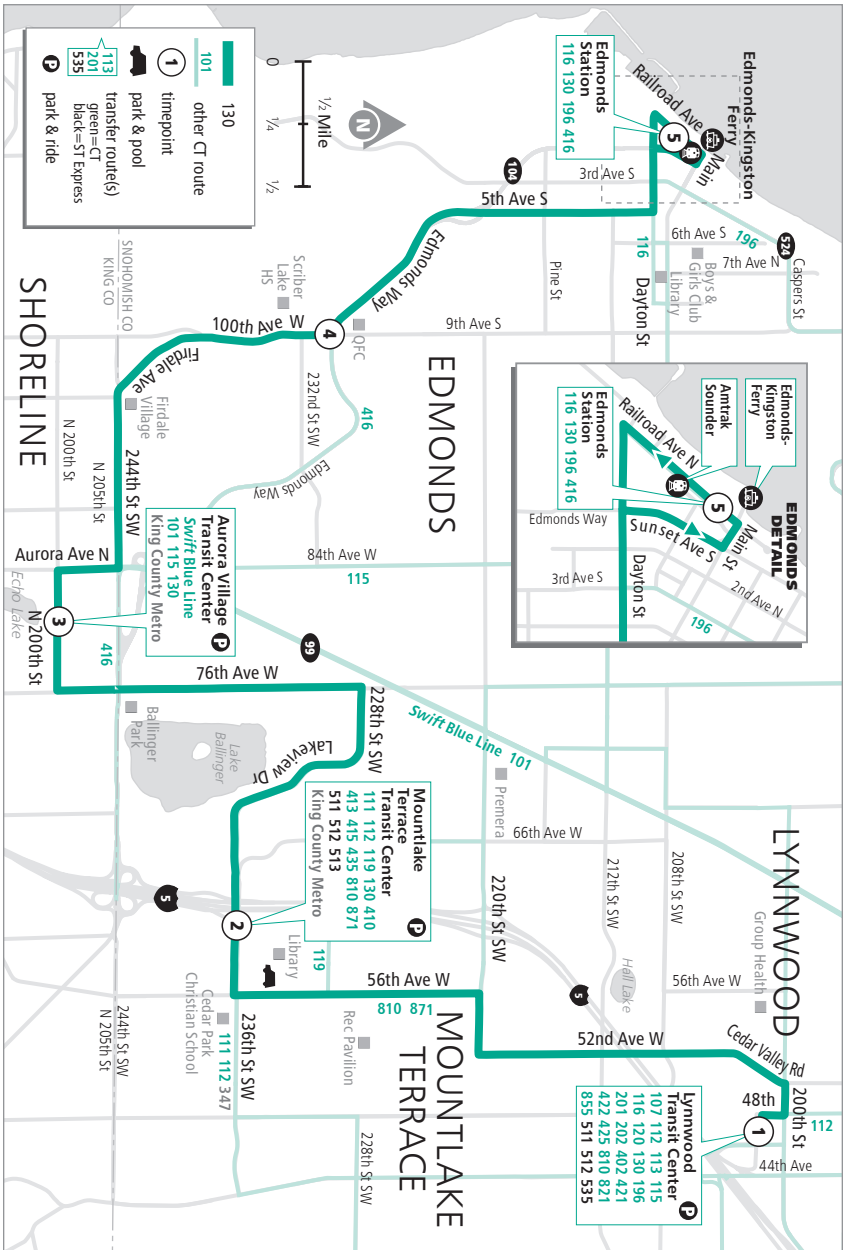 Edmonds-Kingston
Ferry
Railroad Ave
Main
5
Edmonds
Station
116 130 196 416
3rd Ave S
104
5th Ave S
6th Ave S
196
524
Caspers St
7th Ave N
Boys &
Girls Club
Library
116
Dayton St
Pine St
9th Ave S
Edmonds Way
Scriber
Lake
HS
QFC
4
100th Ave W
232nd St SW
416
Edmonds Way
EDMONDS
Firdale Ave
Firdale
Village
SNOHOMISH CO
KING CO
SHORELINE
N 200th St
N 205th St
244th St SW
Aurora Ave N
84th Ave W
115
Aurora Village
Transit Center
Swift Blue Line
101 115 130
King County Metro
P
Echo Lake
3
N 200th St
416
99
76th Ave W
228th St SW
Swift Blue Line 101
Ballinger
Park
Lake
Ballinger
Lakeview Dr
Premera
66th Ave W
Mountlake
Terrace
Transit Center
111 112 119 130 410
413 415 435 810 871
511 512 513
King County Metro
P
220th St SW
212th St SW
208th St SW
LYNNWOOD
Group Health
5
2
Library
119
Hall Lake
5
56th Ave W
56th Ave W
810 871
Cedar Park
Christian School
236th St SW
111 112 347
Rec Pavilion
244th St SW
N 205th St
MOUNTLAKE
TERRACE
228th St SW
52nd Ave W
Cedar Valley Rd
200th St
48th
1
112
44th Ave
Lynnwood
Transit Center
107 112 113 115
116 120 130 196
201 202 402 421
422 425 810 821
855 511 512 535
P
EDMONDS
DETAIL
Edmonds-
Kingston
Ferry
Amtrak
Sounder
Railroad Ave N
5
Main St
Edmonds
Station
116 130 196 416
Edmonds Way
Sunset Ave S
2nd Ave N
3rd Ave S
Dayton St
196
½ Mile
0 ¼ ½
N
130
101 other CT route
1 timepoint
park & pool
113
201
535
transfer route(s)
green=CT
black=ST Express
P park & ride